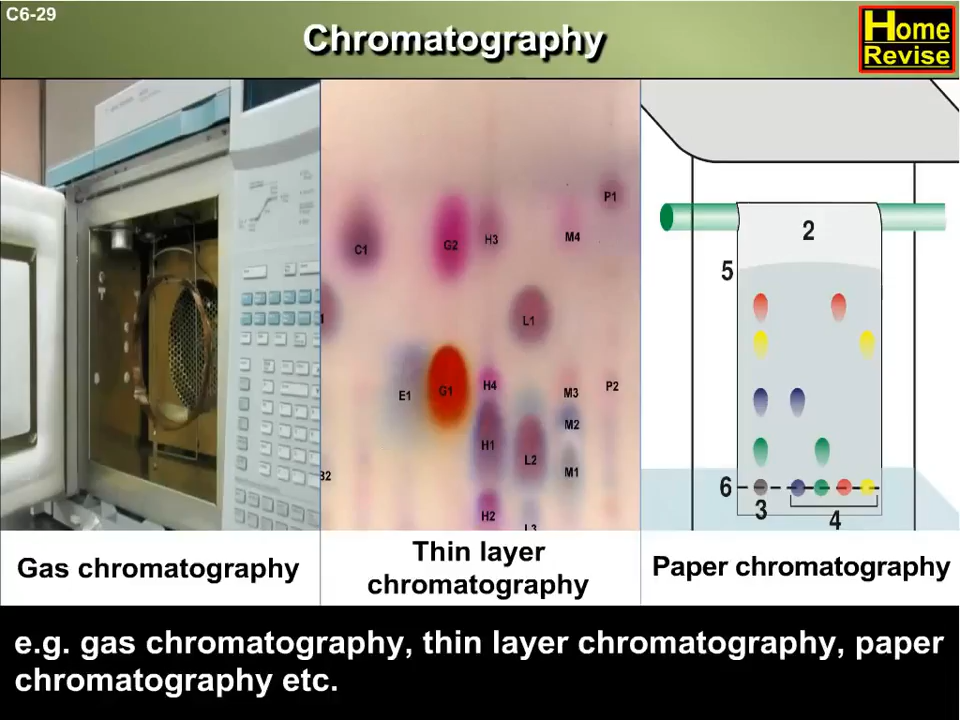 C6-29
Chromatography
Home
Revise
C1
G2
H3
M4
P1
L1
E1
G1
H4
M3
P2
M2
H1
L2
M1
H2
L3
2
5
6
3
4
Gas chromatography
Thin layer
chromatography
Paper chromatography
e.g. gas chromatography, thin layer chromatography, paper
chromatography etc.